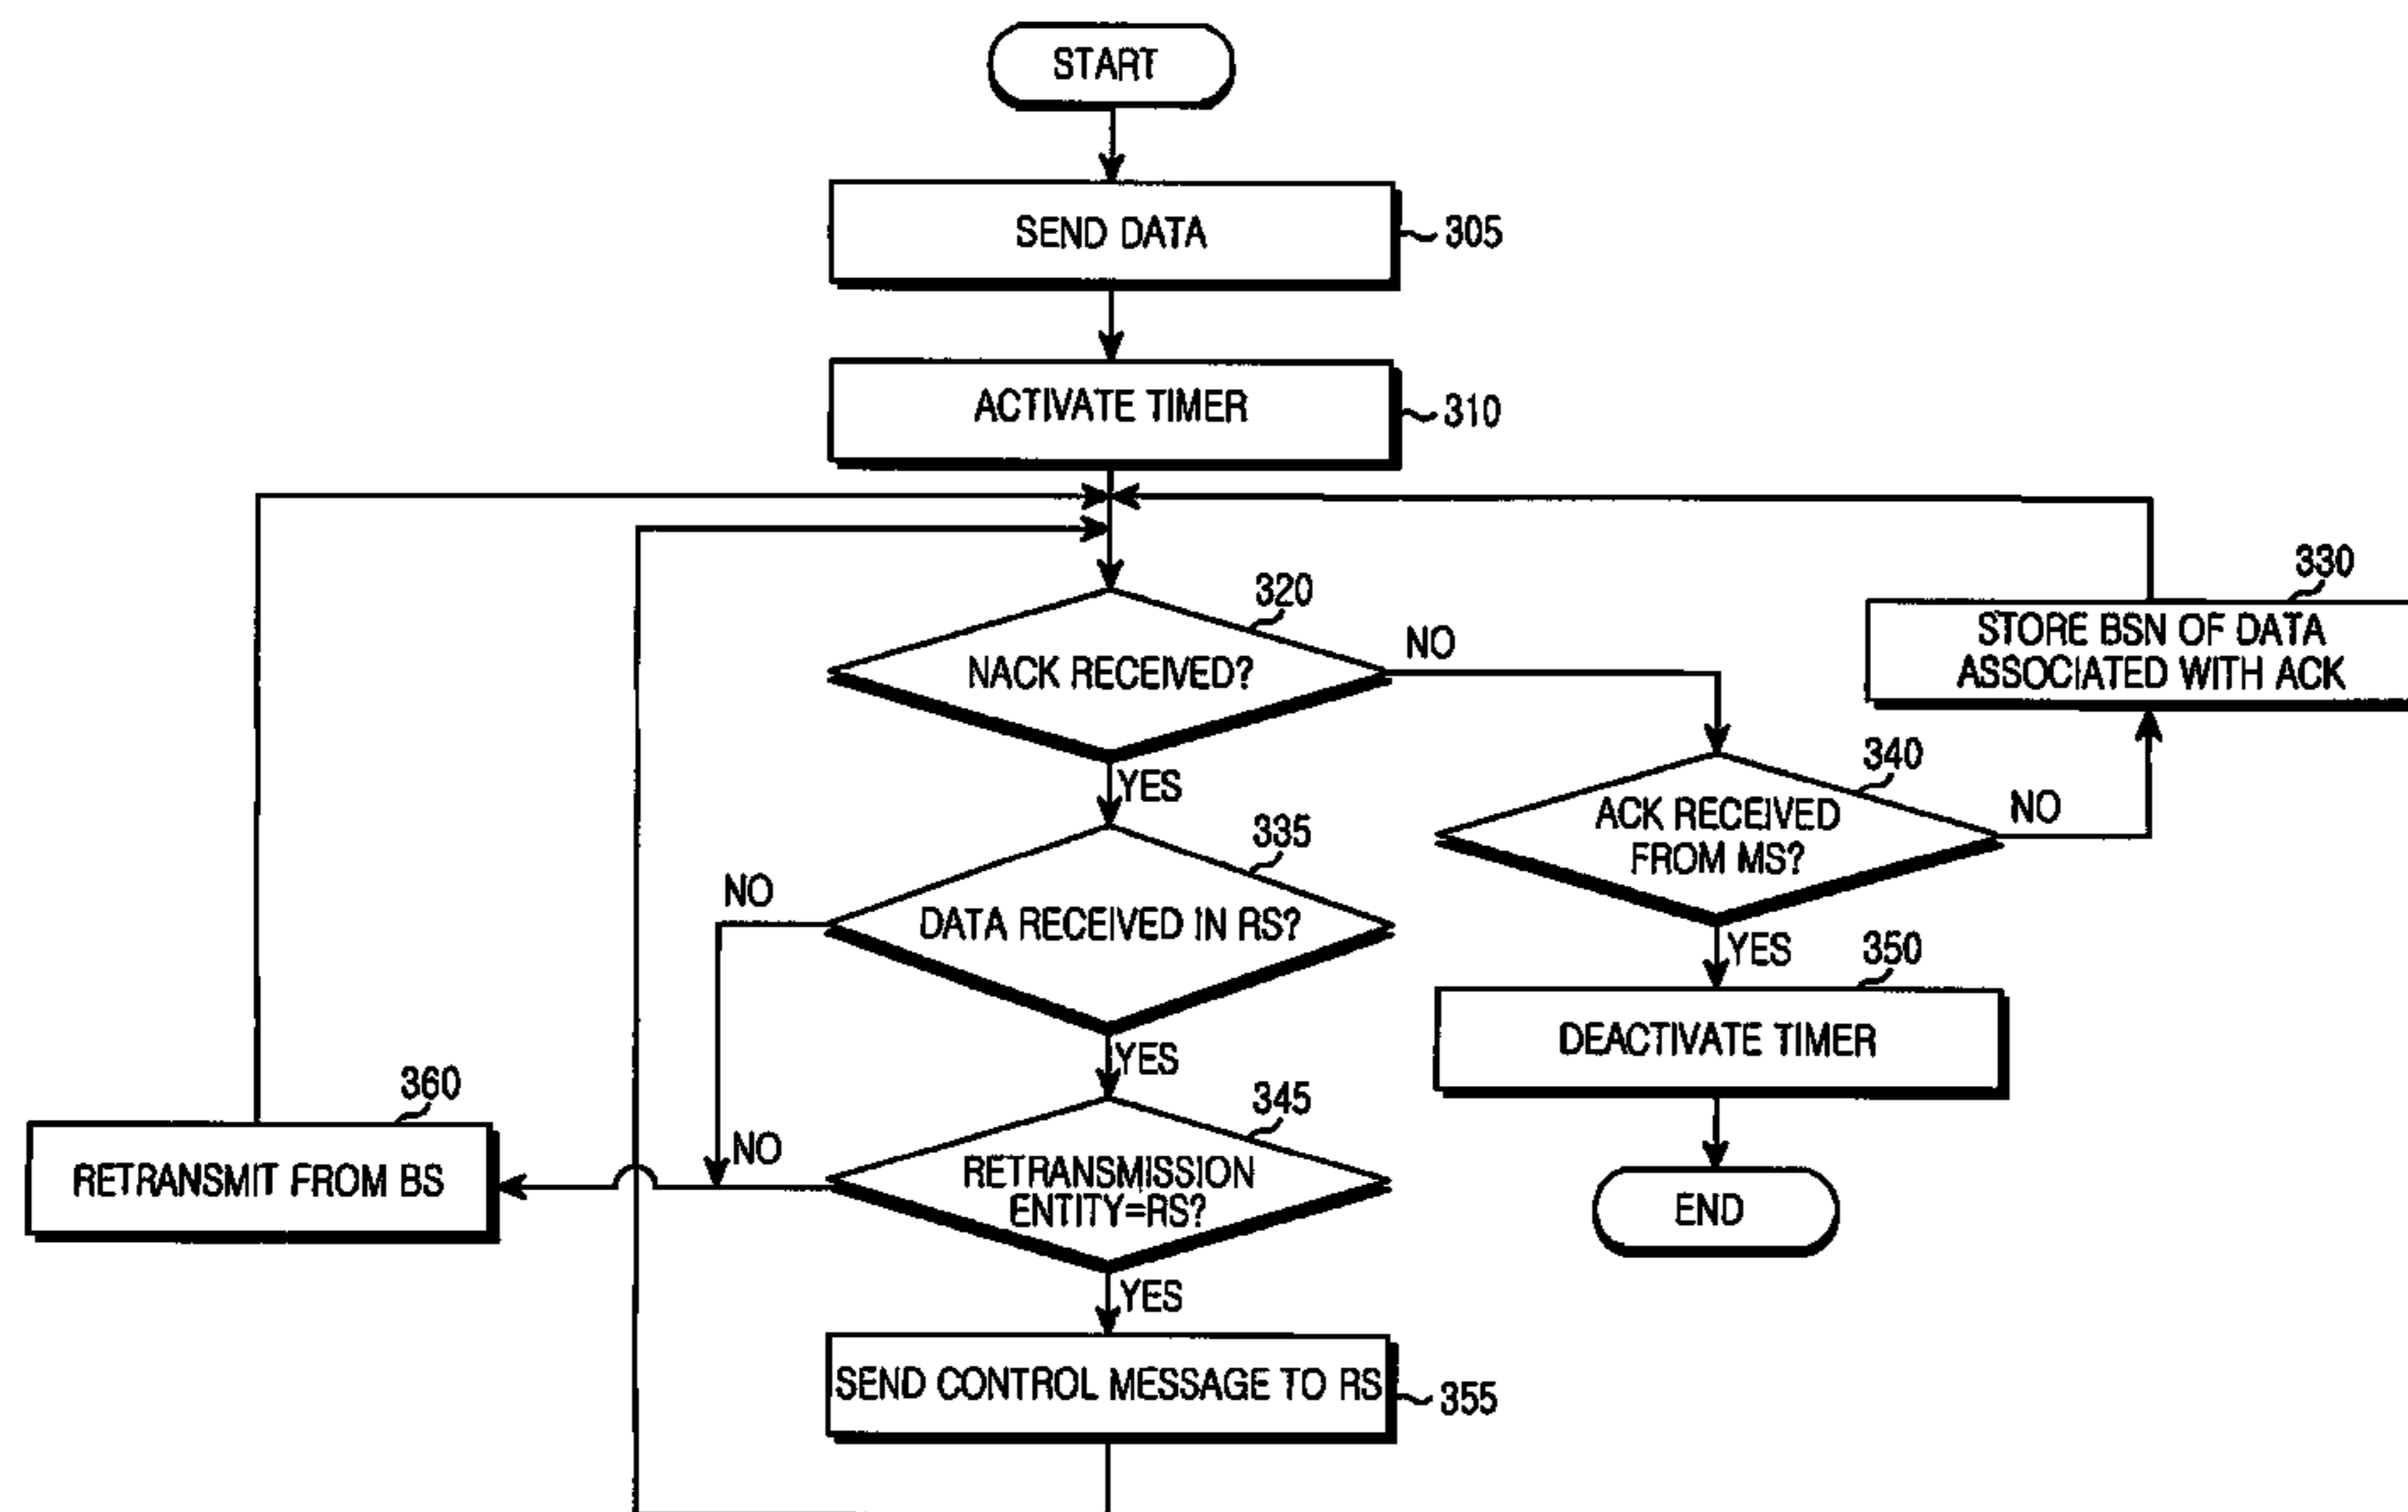 START
SEND DATA
305
ACTIVATE TIMER
310
320
NACK RECEIVED?
NO
YES
330
STORE BSN OF DATA
ASSOCIATED WITH ACK
340
ACK RECEIVED
FROM MS?
NO
YES
335
DATA RECEIVED IN RS?
NO
YES
350
DEACTIVATE TIMER
END
345
RETRANSMISSION
ENTITY=RS?
NO
YES
360
RETRANSMIT FROM BS
SEND CONTROL MESSAGE TO RS
355